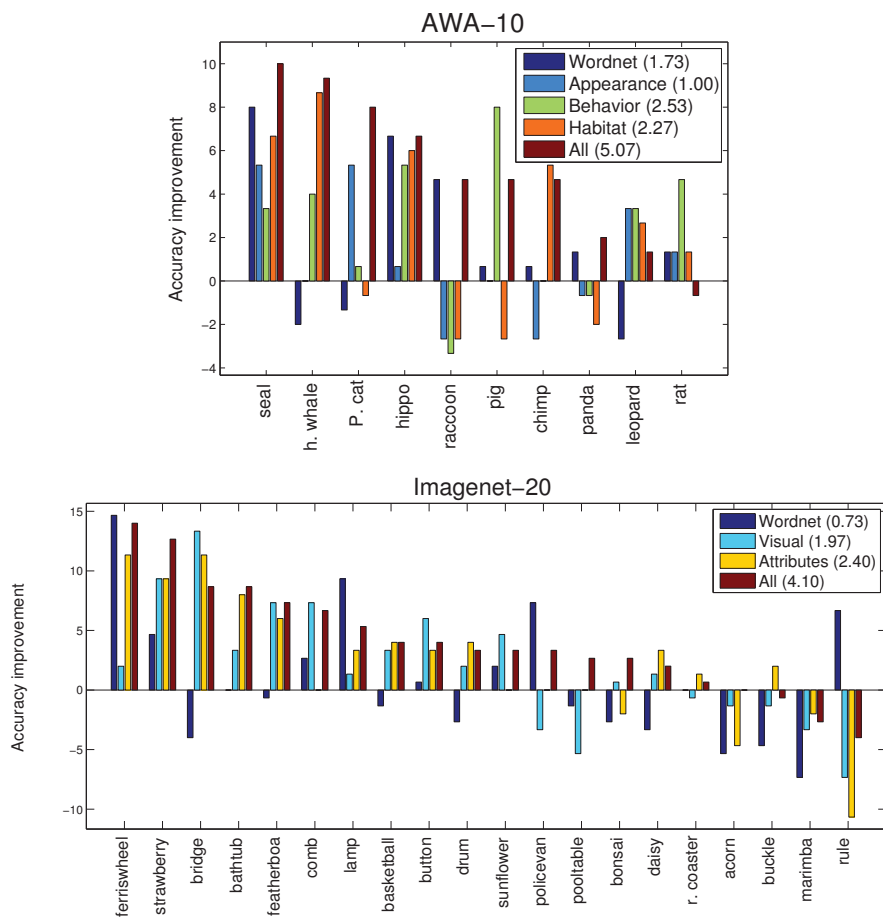 AWA−10
Accuracy improvement
10
8
6
4
2
0
−2
−4
Wordnet (1.73)
Appearance (1.00)
Behavior (2.53)
Habitat (2.27)
All (5.07)
seal
h. whale
P. cat
hippo
raccoon
pig
chimp
panda
leopard
rat
Imagenet−20
Accuracy improvement
15
10
5
0
−5
−10
Wordnet (0.73)
Visual (1.97)
Attributes (2.40)
All (4.10)
ferriswheel
strawberry
bridge
bathtub
featherboa
comb
lamp
basketball
button
drum
sunflower
policevan
pooltable
bonsai
daisy
r. coaster
acorn
buckle
marimba
rule